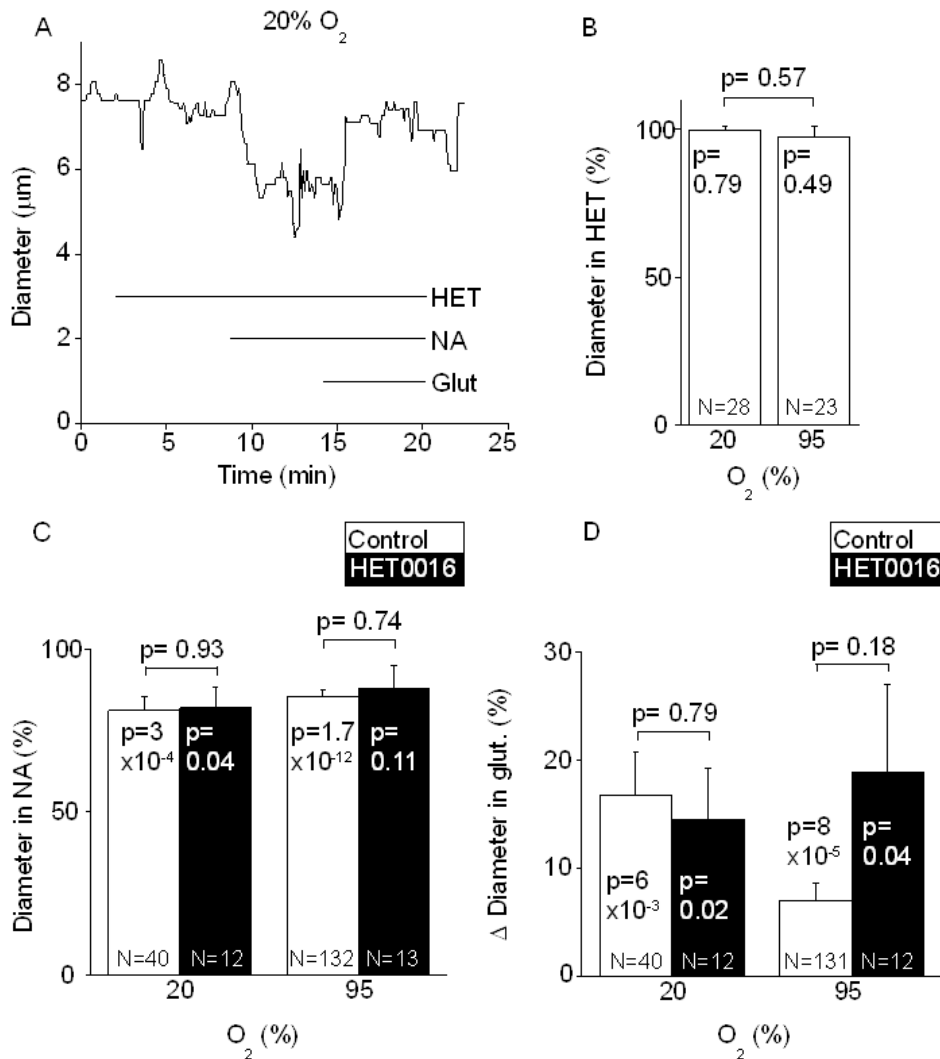 A
20% O2
Diameter (μm)
8
6
4
2
0
HET
NA
Glut
0 5 10 15 20 25
Time (min)
B
p= 0.57
Diameter in HET (%)
100
50
0
p=
0.79
p=
0.49
N=28
N=23
20 95
O2 (%)
C
Control
HET0016
Diameter in NA (%)
100
50
0
p= 0.93
p= 0.74
p=3
x10-4
p=
0.04
p=1.7
x10-12
p=
0.11
N=40
N=12
N=132
N=13
20 95
O2 (%)
D
Control
HET0016
Δ Diameter in glut. (%)
30
20
10
0
p= 0.79
p= 0.18
p=6
x10-3
p=
0.02
p=8
x10-5
p=
0.04
N=40
N=12
N=131
N=12
20 95
O2 (%)